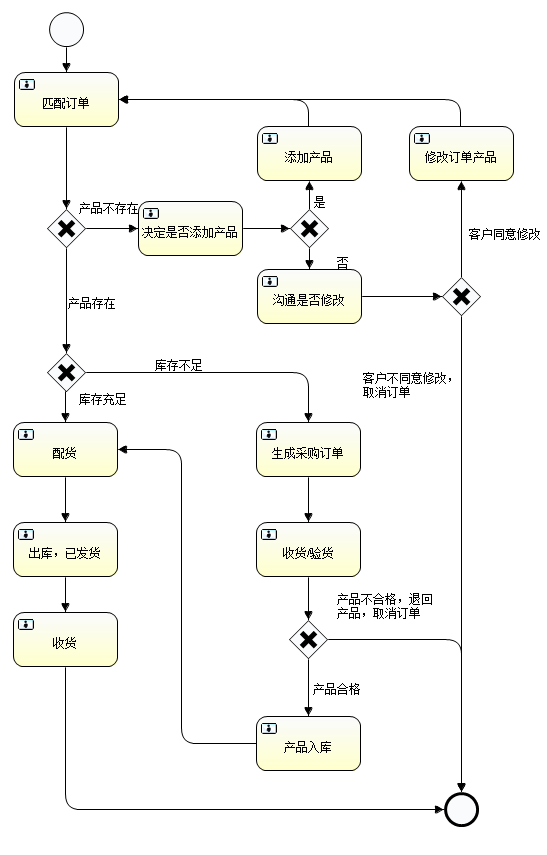 匹配订单
添加产品
修改订单产品
产品不存在
决定是否添加产品
是
客户同意修改
否
沟通是否修改
产品存在
库存不足
客户不同意修改，
取消订单
库存充足
配货
生成采购订单
出库，已发货
收货/验货
产品不合格，退回
产品，取消订单
收货
产品合格
产品入库